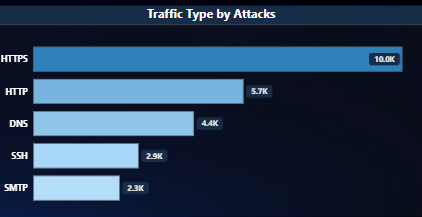 Traffic Type by Attacks
HTTPS 10.0K
HTTP 5.7K
DNS 4.4K
SSH 2.9K
SMTP 2.3K